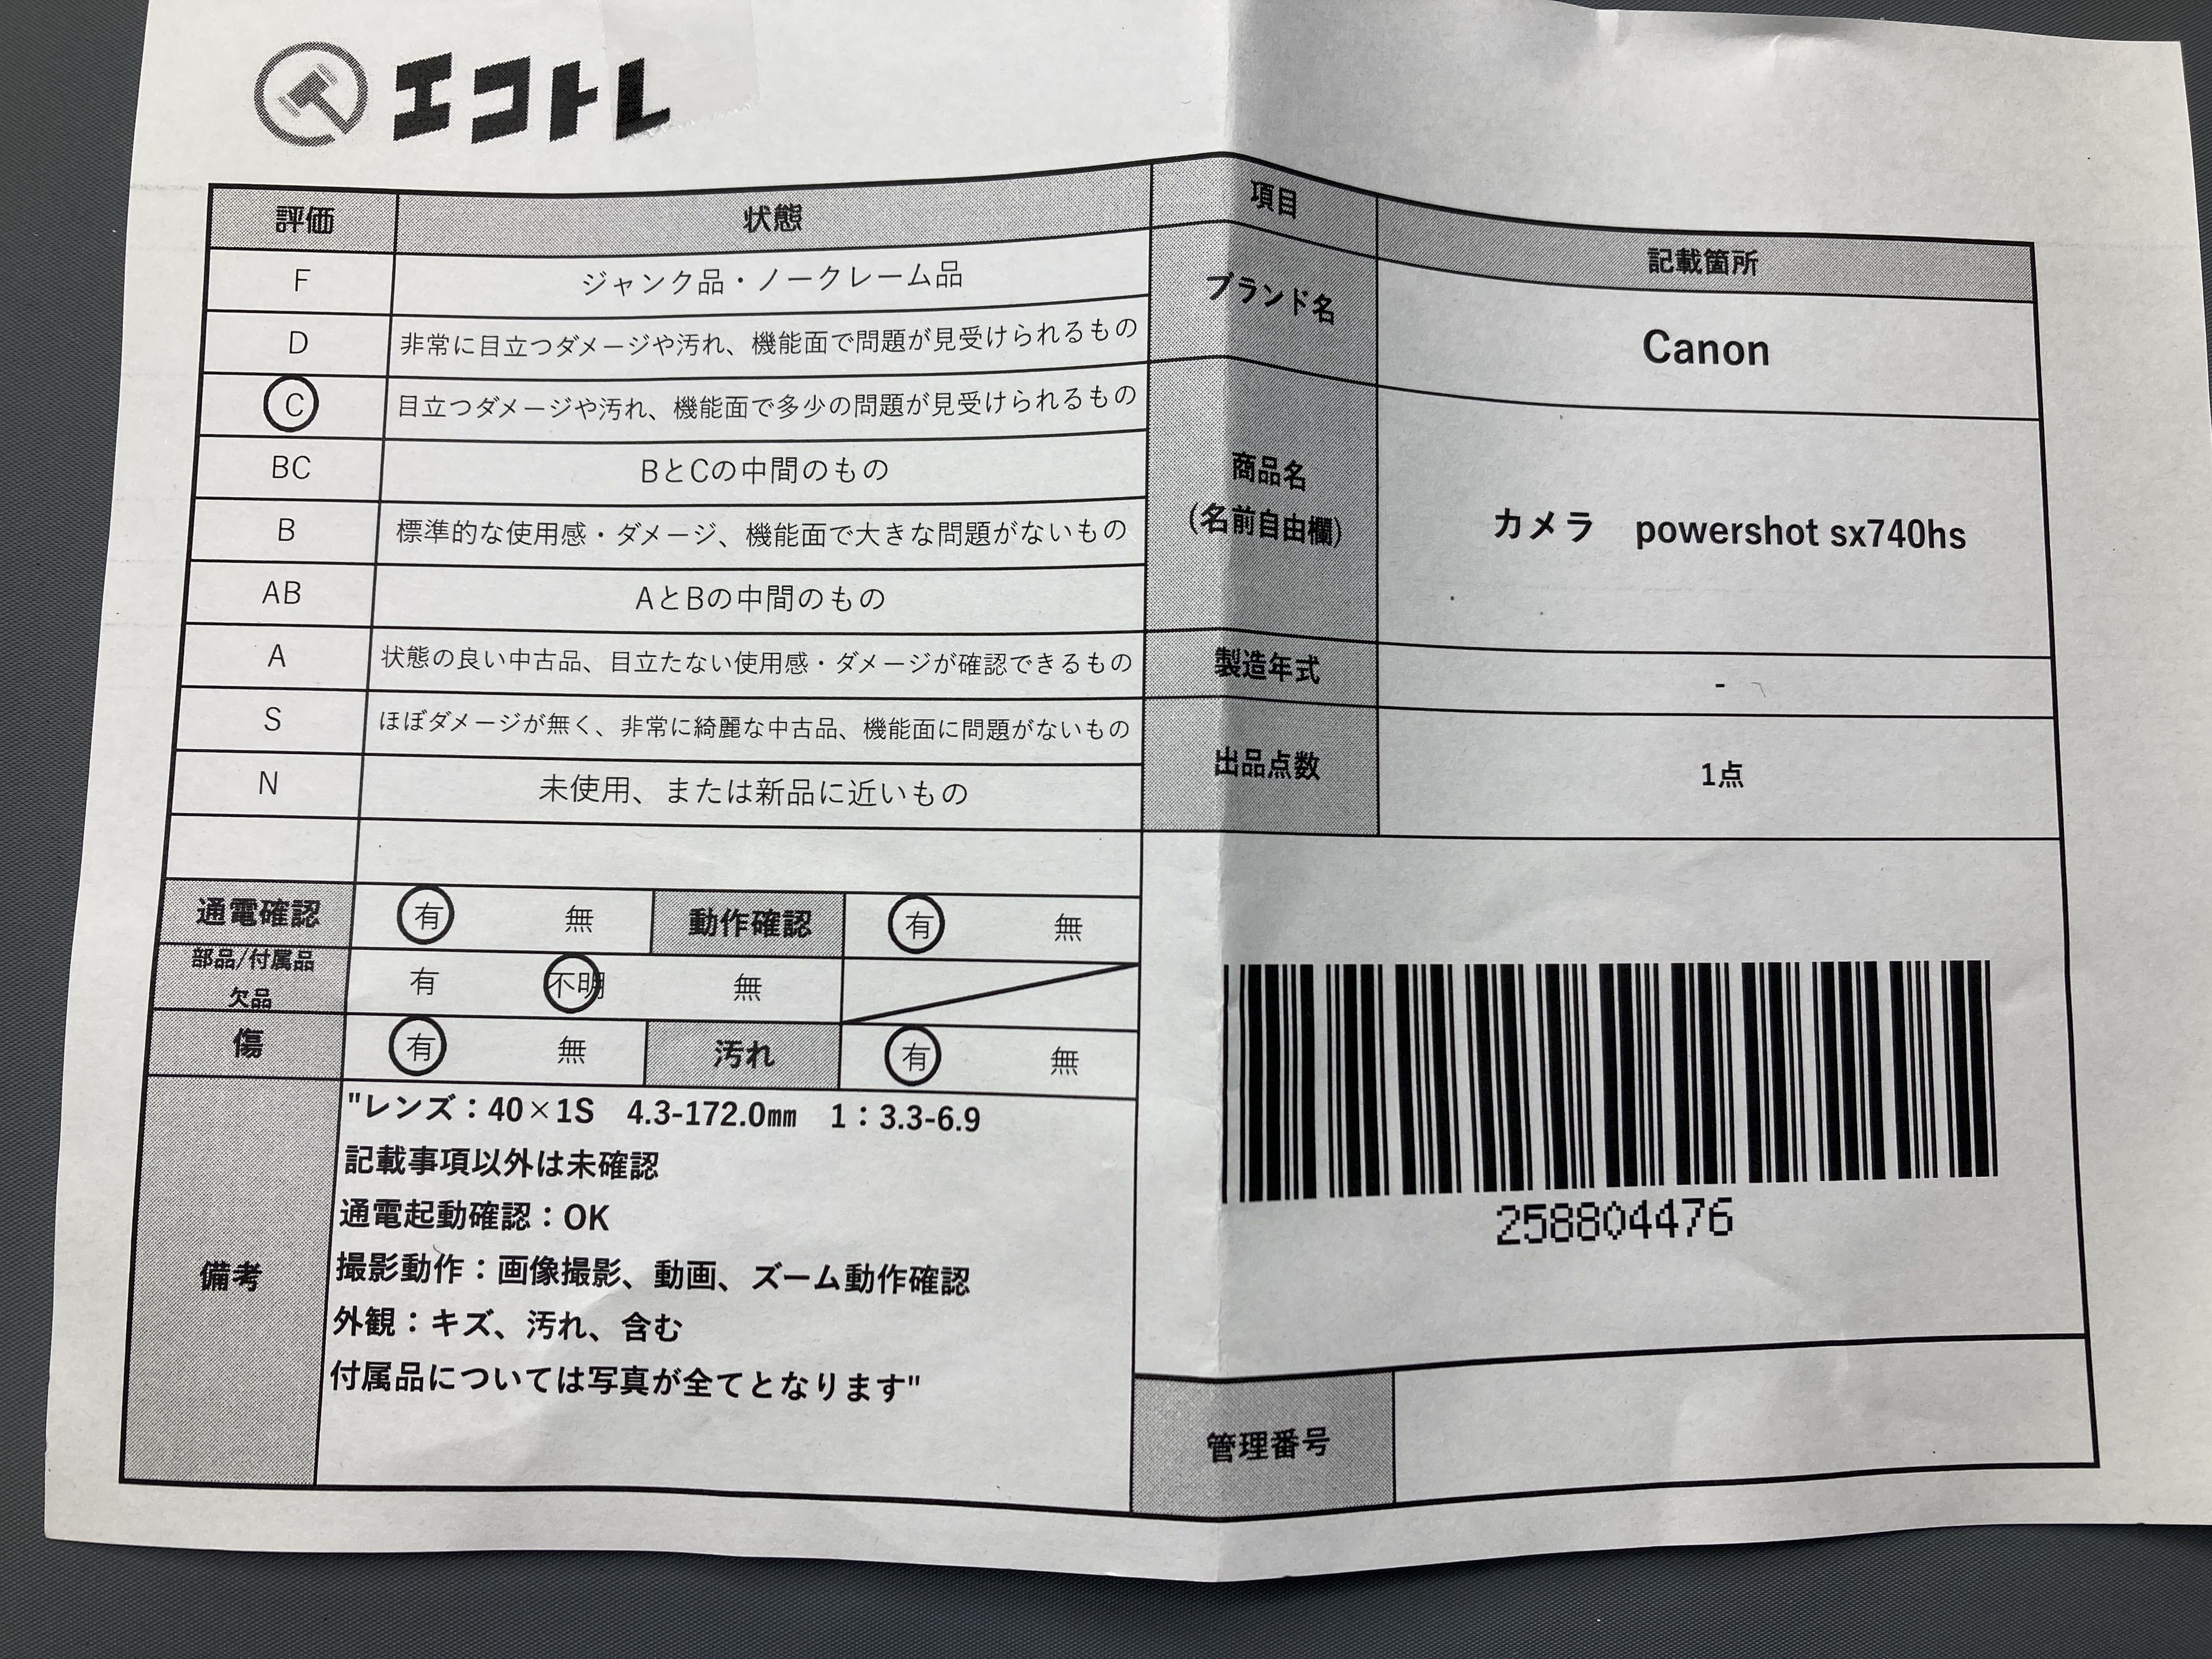 エコトレ
評価 状態
F ジャンク品・ノークレーム品
D 非常に目立つダメージや汚れ、機能面で問題が見受けられるもの
C 目立つダメージや汚れ、機能面で多少の問題が見受けられるもの
BC BとCの中間のもの
B 標準的な使用感・ダメージ、機能面で大きな問題がないもの
AB AとBの中間のもの
A 状態の良い中古品、目立たない使用感・ダメージが確認できるもの
S ほぼダメージが無く、非常に綺麗な中古品、機能面に問題がないもの
N 未使用、または新品に近いもの
通電確認 有 無 動作確認 有 無
部品/付属品
欠品 有 不明 無
傷 有 無 汚れ 有 無
備考
"レンズ：40×1S 4.3-172.0㎜ 1：3.3-6.9
記載事項以外は未確認
通電起動確認：OK
撮影動作：画像撮影、動画、ズーム動作確認
外観：キズ、汚れ、含む
付属品については写真が全てとなります"
項目 記載箇所
ブランド名 Canon
商品名
(名前自由欄) カメラ　powershot sx740hs
製造年式 -
出品点数 1点
258804476
管理番号